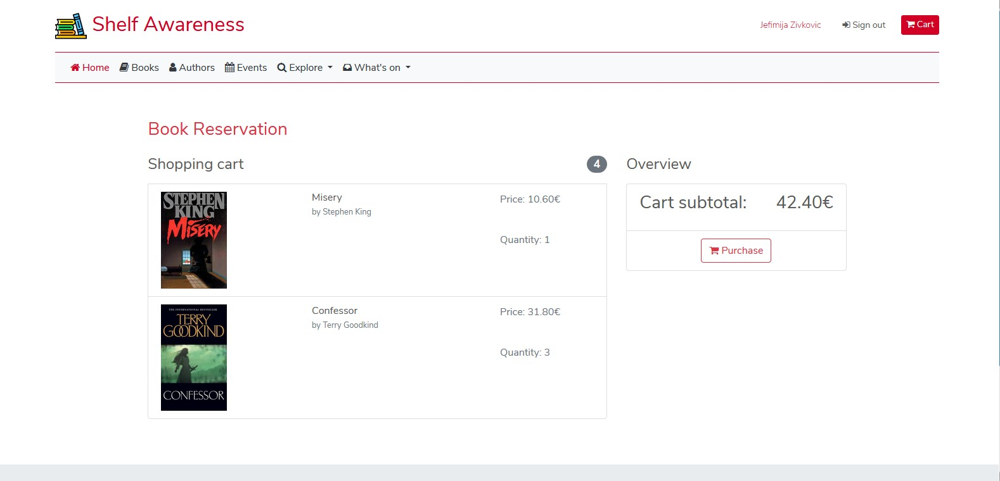 Shelf Awareness
Jefimija Zivkovic
Sign out
Cart
Home
Books
Authors
Events
Explore
What's on
Book Reservation
Shopping cart
4
STEPHEN
KING
MISERY
Misery
by Stephen King
Price: 10.60€
Quantity: 1
THE INTERNATIONAL BESTSELLER
TERRY
GOODKIND
CONFESSOR
Confessor
by Terry Goodkind
Price: 31.80€
Quantity: 3
Overview
Cart subtotal: 42.40€
Purchase